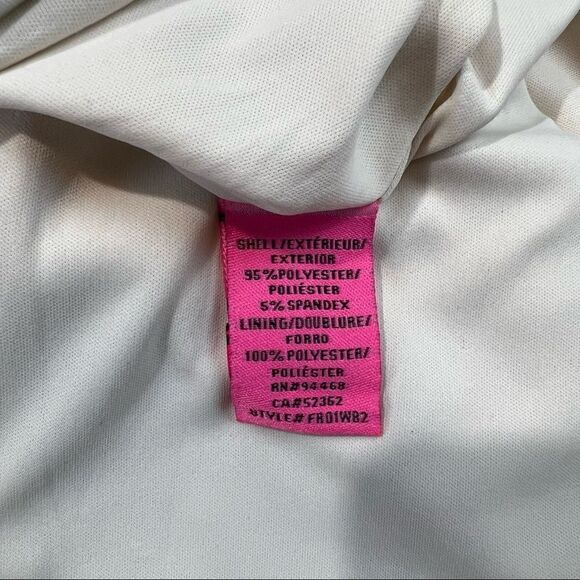 SHELL/EXTÉRIEUR/
EXTERIOR
95%POLYESTER/
POLIÉSTER
5% SPANDEX
LINING/DOUBLURE/
FORRO
100% POLYESTER/
POLIÉSTER
RN#94468
CA#52362
STYLE# FR01WB2